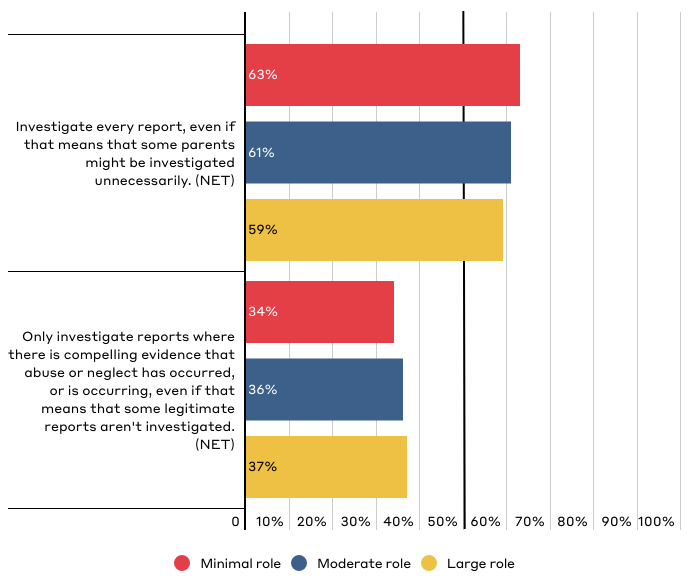 63%
Investigate every report, even if
that means that some parents
might be investigated
unnecessarily. (NET)
61%
59%
34%
Only investigate reports where
there is compelling evidence that
abuse or neglect has occurred,
or is occurring, even if that
means that some legitimate
reports aren't investigated.
(NET)
36%
37%
0 10% 20% 30% 40% 50% 60% 70% 80% 90% 100%
Minimal role Moderate role Large role